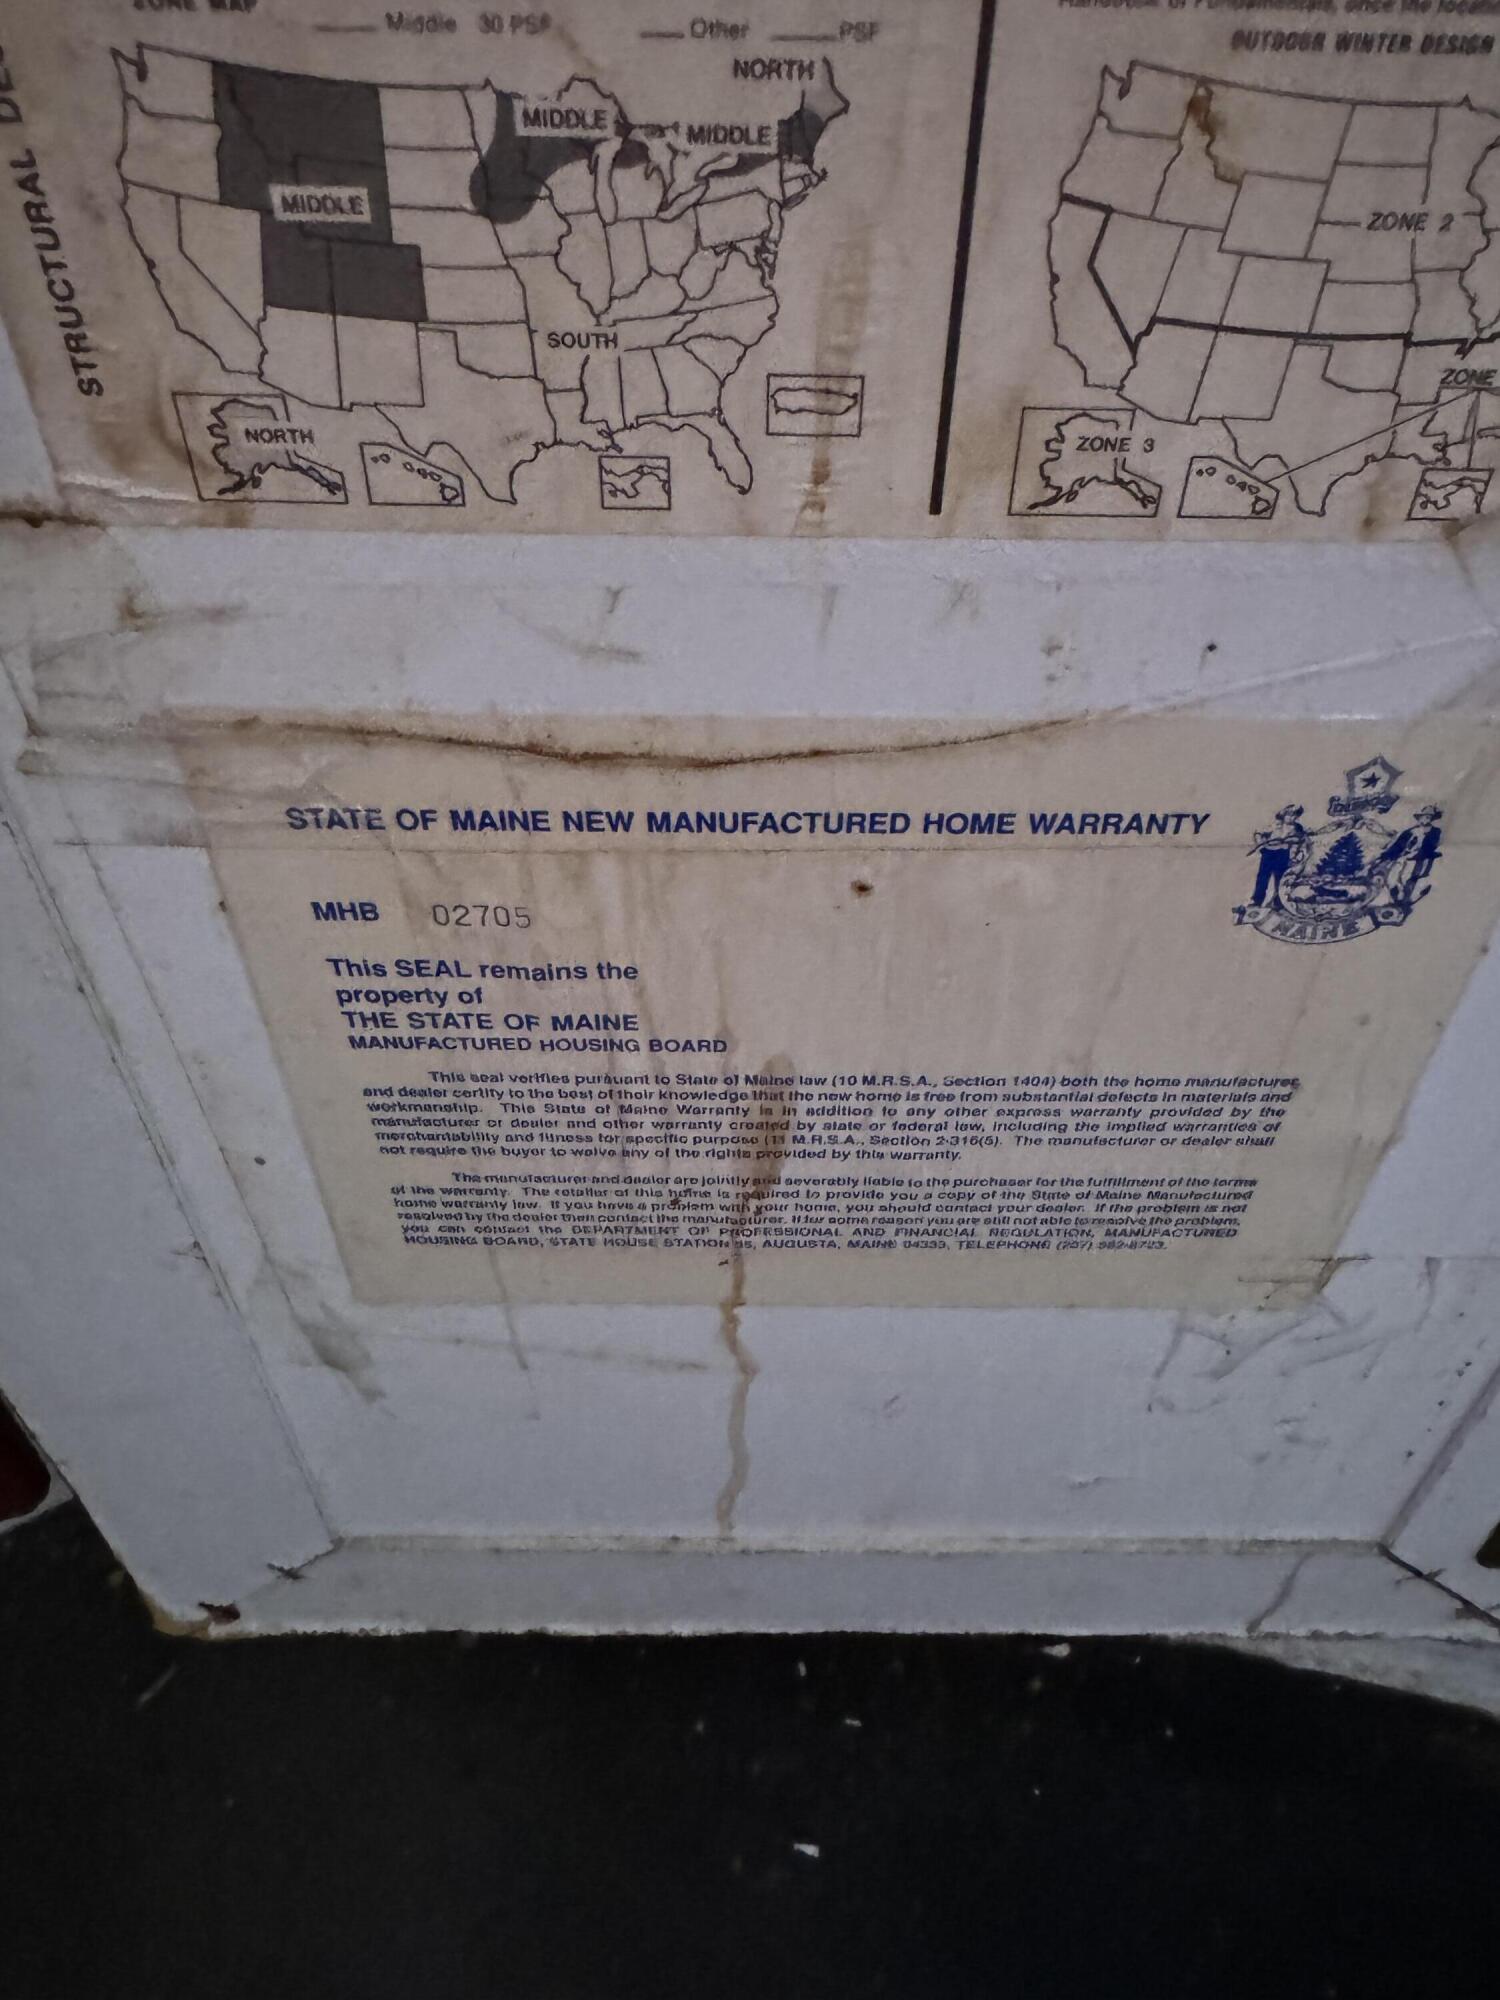 ZONE MAP
Middle 30 PSF Other PSF
STRUCTURAL
NORTH
MIDDLE
MIDDLE
MIDDLE
SOUTH
NORTH
OUTDOOR WINTER DESIGN
ZONE 2
ZONE
ZONE 3
STATE OF MAINE NEW MANUFACTURED HOME WARRANTY
MAINE
MHB 02705
This SEAL remains the
property of
THE STATE OF MAINE
MANUFACTURED HOUSING BOARD
This seal verifies pursuant to State of Maine law (10 M.R.S.A., Section 1404) both the home manufacturer
and dealer certify to the best of their knowledge that the new home is free from substantial defects in materials and
workmanship. This State of Maine Warranty is in addition to any other express warranty provided by the
manufacturer or dealer and other warranty created by state or federal law, including the implied warranties of
merchantability and fitness for specific purpose (11 M.R.S.A., Section 2-316(5). The manufacturer or dealer shall
not require the buyer to waive any of the rights provided by this warranty.
The manufacturer and dealer are jointly and severably liable to the purchaser for the fulfillment of the terms
of the warranty. The retailer of this home is required to provide you a copy of the State of Maine Manufactured
home warranty law. If you have a problem with your home, you should contact your dealer. If the problem is not
resolved by the dealer then contact the manufacturer. If for some reason you are still not able to resolve the problem,
you can contact the DEPARTMENT OF PROFESSIONAL AND FINANCIAL REGULATION, MANUFACTURED
HOUSING BOARD, STATE HOUSE STATION AUGUSTA, MAINE 04333, TELEPHONE (207)